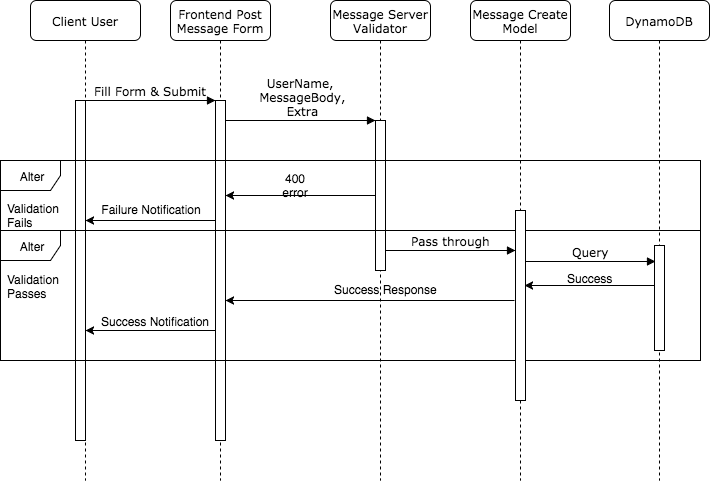 Client User
Frontend Post
Message Form
Message Server
Validator
Message Create
Model
DynamoDB
Fill Form & Submit
UserName,
MessageBody,
Extra
Alter
400
error
Validation
Fails
Failure Notification
Alter
Pass through
Query
Validation
Passes
Success
Success Response
Success Notification